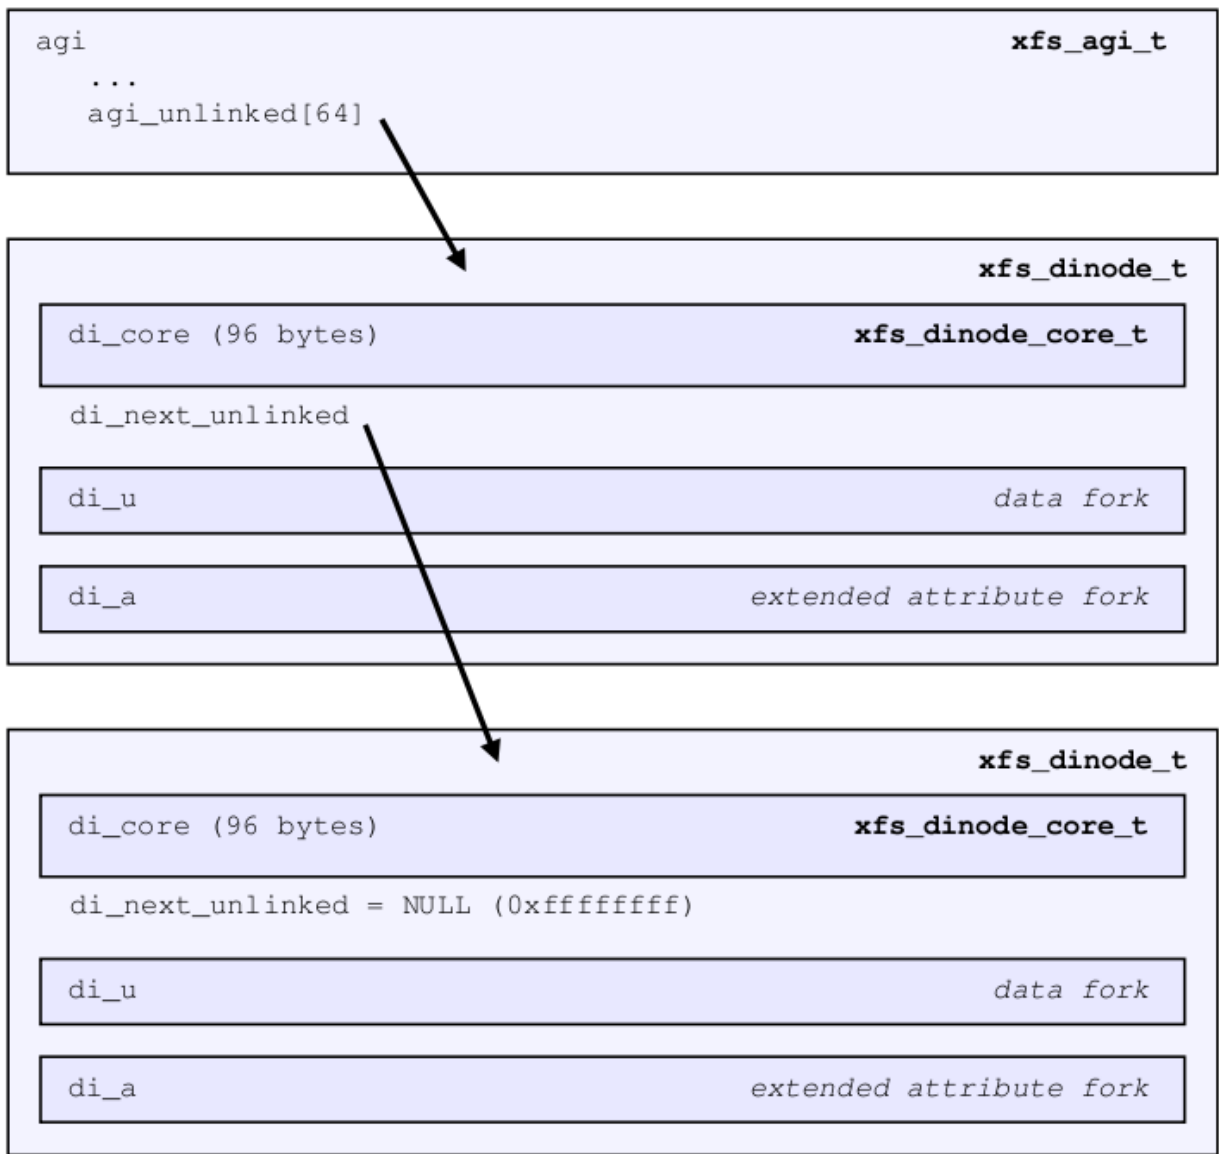 agi xfs_agi_t
...
agi_unlinked[64]
xfs_dinode_t
di_core (96 bytes) xfs_dinode_core_t
di_next_unlinked
di_u data fork
di_a extended attribute fork
xfs_dinode_t
di_core (96 bytes) xfs_dinode_core_t
di_next_unlinked = NULL (0xffffffff)
di_u data fork
di_a extended attribute fork